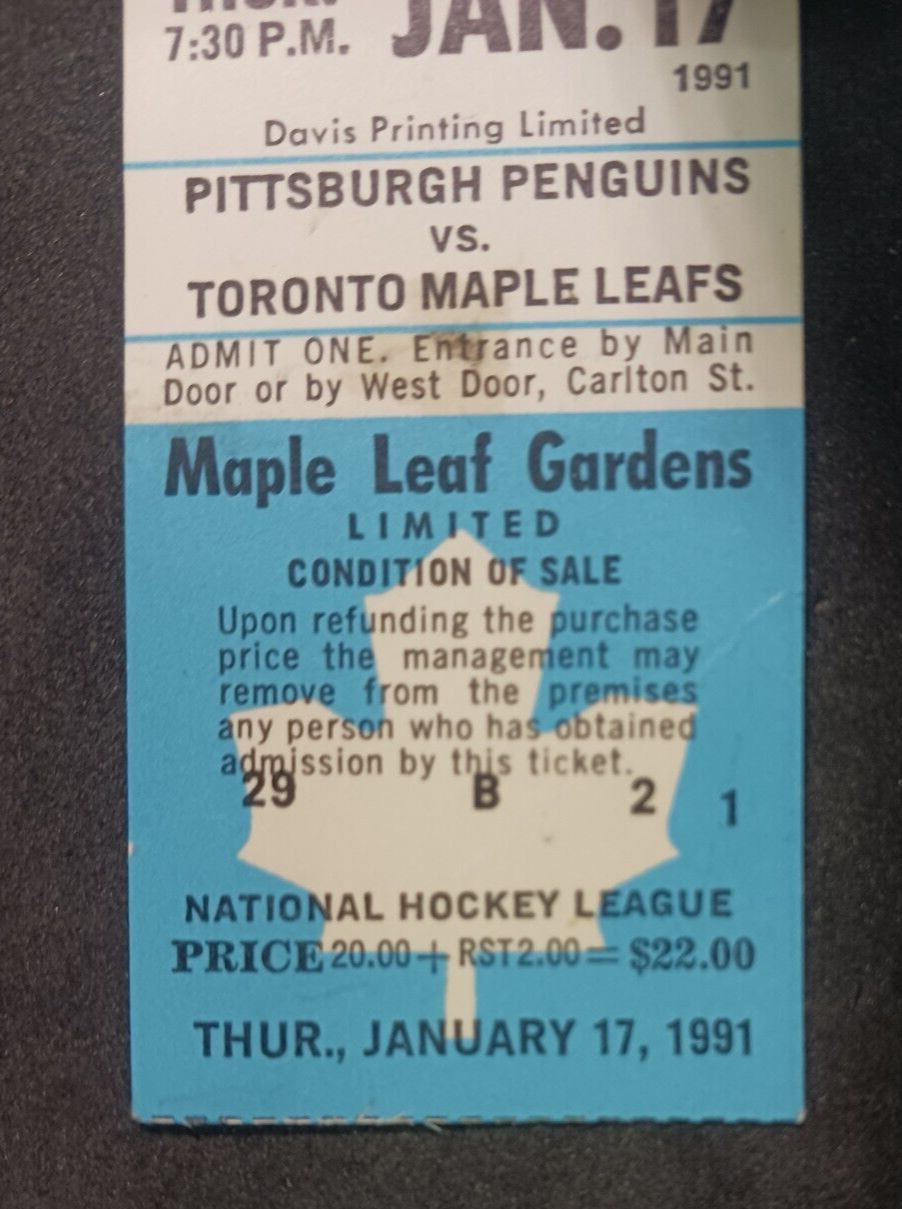 THUR.
7:30 P.M. JAN. 17
1991
Davis Printing Limited
PITTSBURGH PENGUINS
VS.
TORONTO MAPLE LEAFS
ADMIT ONE. Entrance by Main
Door or by West Door, Carlton St.
Maple Leaf Gardens
LIMITED
CONDITION OF SALE
Upon refunding the purchase
price the management may
remove from the premises
any person who has obtained
admission by this ticket.
29 B 2 1
NATIONAL HOCKEY LEAGUE
PRICE 20.00 + RST 2.00 = $22.00
THUR., JANUARY 17, 1991